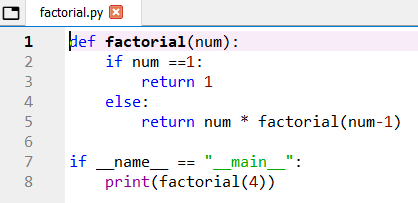 factorial.py
1 def factorial(num):
2     if num ==1:
3         return 1
4     else:
5         return num * factorial(num-1)
6
7 if __name__ == "__main__":
8     print(factorial(4))